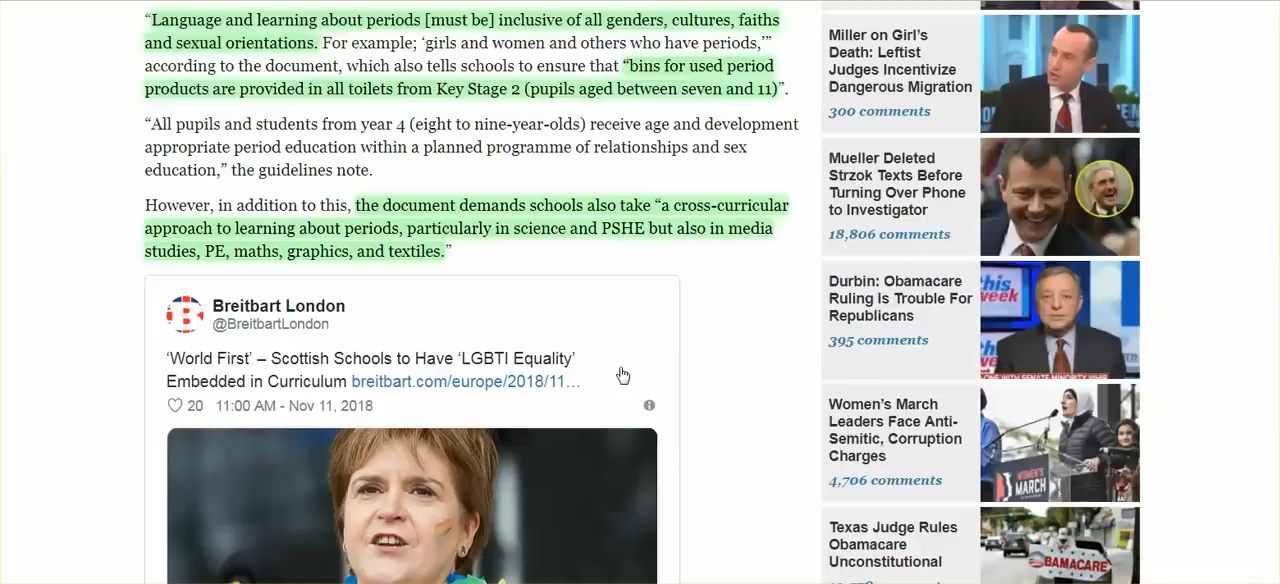 “Language and learning about periods [must be] inclusive of all genders, cultures, faiths
and sexual orientations. For example; ‘girls and women and others who have periods,’”
according to the document, which also tells schools to ensure that “bins for used period
products are provided in all toilets from Key Stage 2 (pupils aged between seven and 11)”.
“All pupils and students from year 4 (eight to nine-year-olds) receive age and development
appropriate period education within a planned programme of relationships and sex
education,” the guidelines note.
However, in addition to this, the document demands schools also take “a cross-curricular
approach to learning about periods, particularly in science and PSHE but also in media
studies, PE, maths, graphics, and textiles.”
B
Breitbart London
@BreitbartLondon
‘World First’ – Scottish Schools to Have ‘LGBTI Equality’
Embedded in Curriculum breitbart.com/europe/2018/11…
20 11:00 AM - Nov 11, 2018
Miller on Girl’s
Death: Leftist
Judges Incentivize
Dangerous Migration
300 comments
Mueller Deleted
Strzok Texts Before
Turning Over Phone
to Investigator
18,806 comments
Durbin: Obamacare
Ruling Is Trouble For
Republicans
395 comments
this
week
Women’s March
Leaders Face Anti-
Semitic, Corruption
Charges
4,706 comments
WOMEN'S
MARCH
Texas Judge Rules
Obamacare
Unconstitutional
OBAMACARE